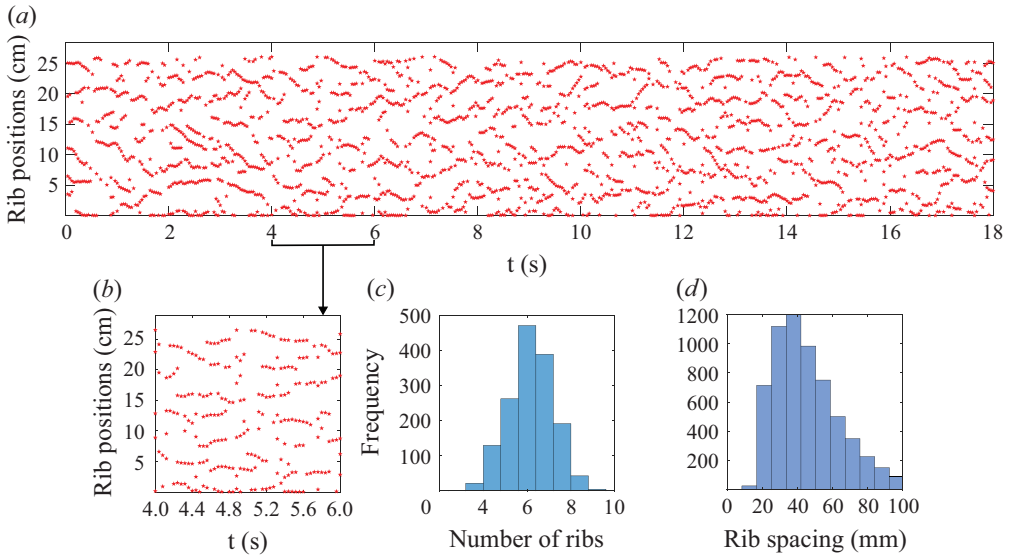 (a)
Rib positions (cm)
25
20
15
10
5
0 2 4 6 8 10 12 14 16 18
t (s)
(b)
Rib positions (cm)
25
20
15
10
5
4.0 4.4 4.8 5.2 5.6 6.0
t (s)
(c)
Frequency
500
400
300
200
100
0 4 6 8 10
Number of ribs
(d)
1200
1000
800
600
400
200
0 20 40 60 80 100
Rib spacing (mm)